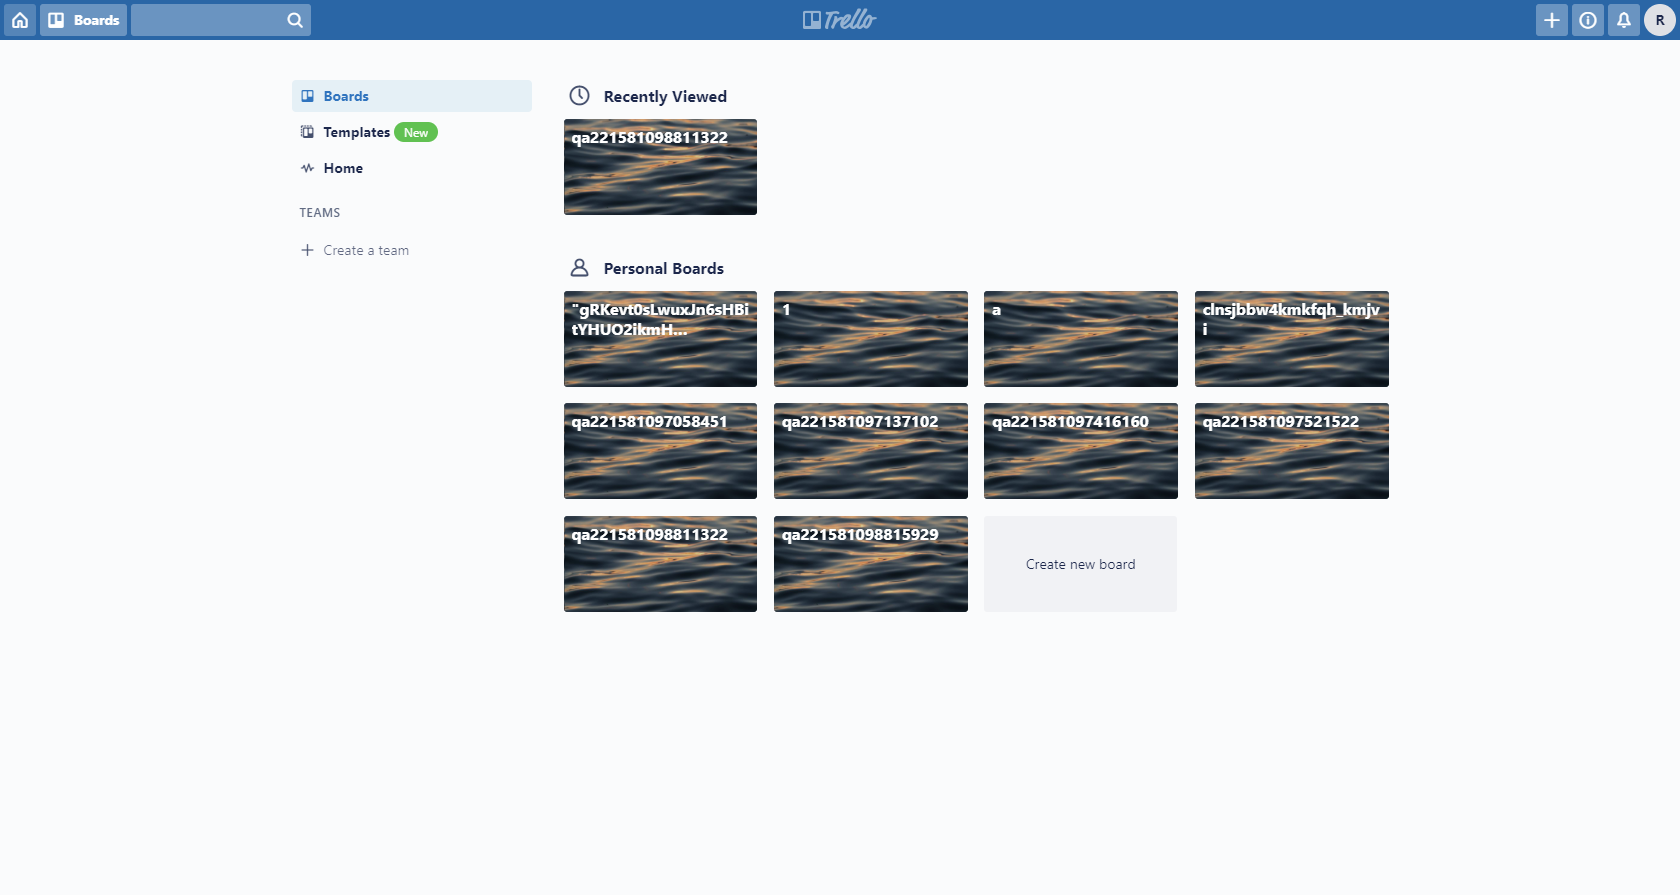 Boards
Trello
R
Boards
Templates New
Home
TEAMS
Create a team
Recently Viewed
qa221581098811322
Personal Boards
"gRKevt0sLwuxJn6sHBi
tYHUO2ikmH...
1
a
clnsjbbw4kmkfqh_kmjv
i
qa221581097058451
qa221581097137102
qa221581097416160
qa221581097521522
qa221581098811322
qa221581098815929
Create new board